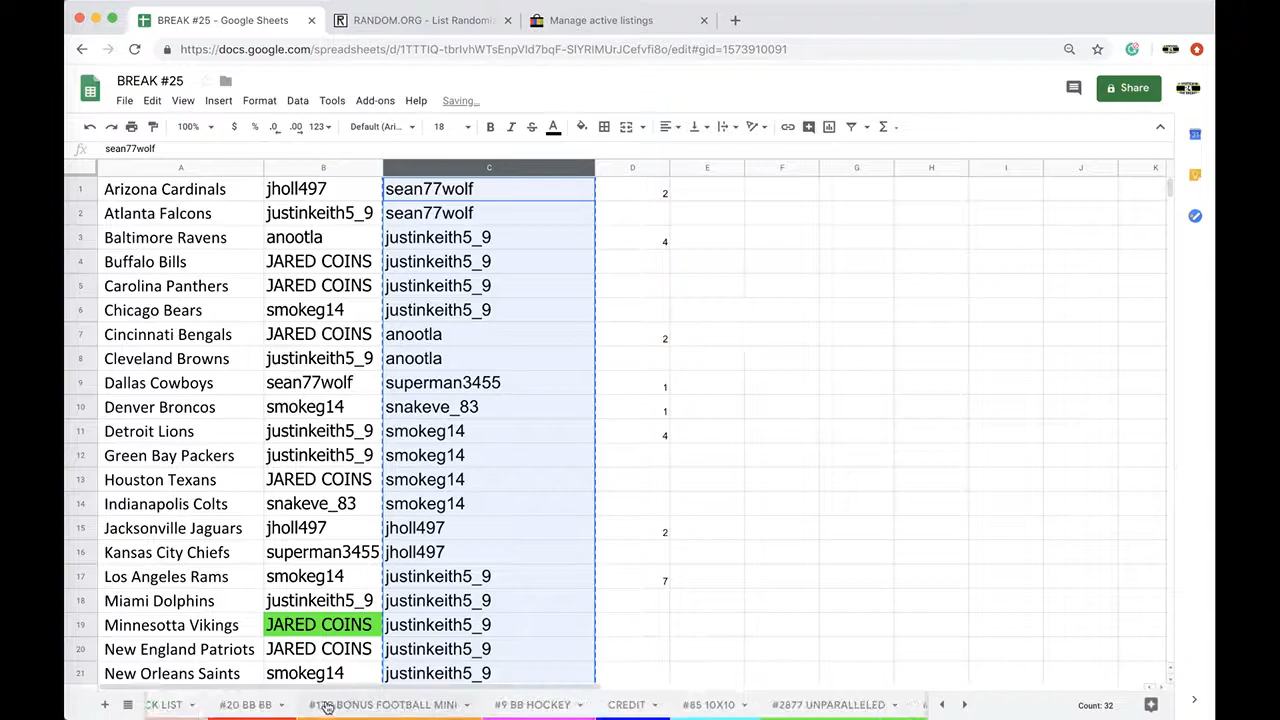 BREAK #25 - Google Sheets × RANDOM.ORG - List Randomi × Manage active listings × +
https://docs.google.com/spreadsheets/d/
BREAK #25
File Edit View Insert Format Data Tools Add-ons Help Saving...
Share
100% $ % .0 .00 123 Default (Ari... 18 B I S A
fx sean77wolf
A B C D E F G H I J K
1 Arizona Cardinals jholl497 sean77wolf 2
2 Atlanta Falcons justinkeith5_9 sean77wolf
3 Baltimore Ravens anootla justinkeith5_9 4
4 Buffalo Bills JARED COINS justinkeith5_9
5 Carolina Panthers JARED COINS justinkeith5_9
6 Chicago Bears smokeg14 justinkeith5_9
7 Cincinnati Bengals JARED COINS anootla 2
8 Cleveland Browns justinkeith5_9 anootla
9 Dallas Cowboys sean77wolf superman3455 1
10 Denver Broncos smokeg14 snakeve_83 1
11 Detroit Lions justinkeith5_9 smokeg14 4
12 Green Bay Packers justinkeith5_9 smokeg14
13 Houston Texans JARED COINS smokeg14
14 Indianapolis Colts snakeve_83 smokeg14
15 Jacksonville Jaguars jholl497 jholl497 2
16 Kansas City Chiefs superman3455 jholl497
17 Los Angeles Rams smokeg14 justinkeith5_9 7
18 Miami Dolphins justinkeith5_9 justinkeith5_9
19 Minnesotta Vikings JARED COINS justinkeith5_9
20 New England Patriots JARED COINS justinkeith5_9
21 New Orleans Saints smokeg14 justinkeith5_9
CK LIST #20 BB BB BONUS FOOTBALL MINI #9 BB HOCKEY CREDIT #85 10X10 #2877 UNPARALLELED Count: 32